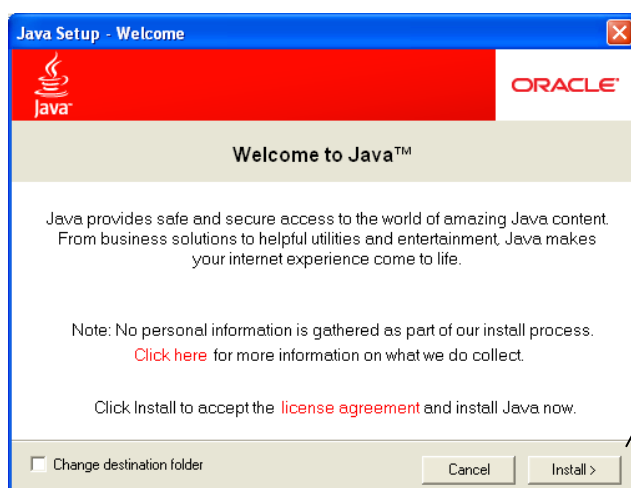 Java Setup - Welcome
Java™
ORACLE®
Welcome to Java™
Java provides safe and secure access to the world of amazing Java content.
From business solutions to helpful utilities and entertainment, Java makes
your internet experience come to life.
Note: No personal information is gathered as part of our install process.
Click here for more information on what we do collect.
Click Install to accept the license agreement and install Java now.
Change destination folder
Cancel
Install >